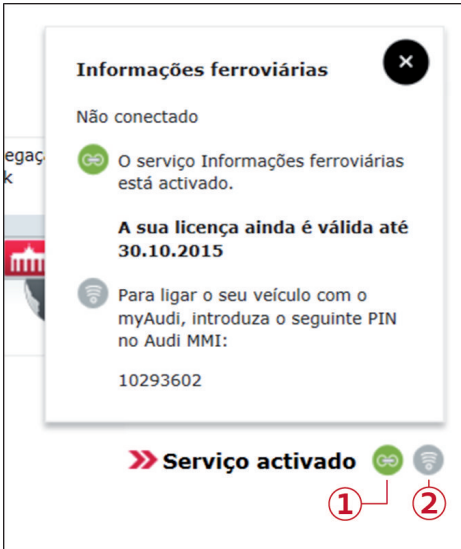 Informações ferroviárias
Não conectado
egaç
k
O serviço Informações ferroviárias
está activado.
A sua licença ainda é válida até
30.10.2015
Para ligar o seu veículo com o
myAudi, introduza o seguinte PIN
no Audi MMI:
10293602
Serviço activado
1
2